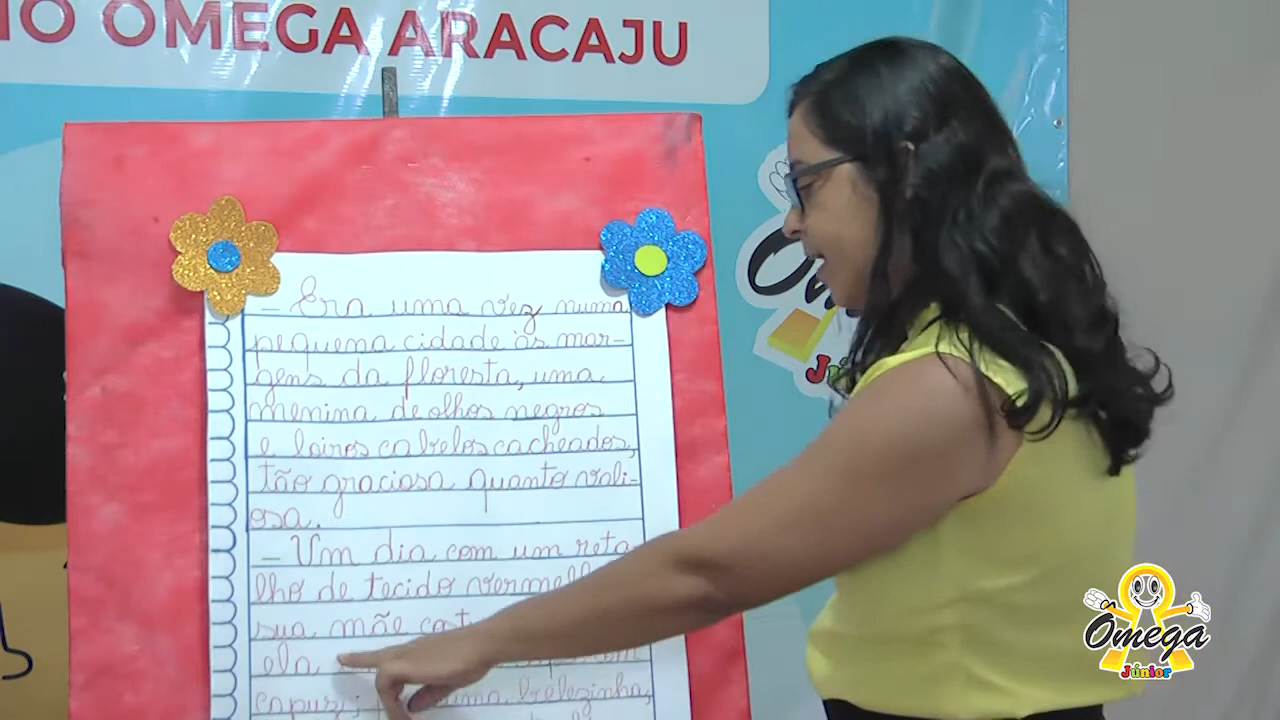 IO OMEGA ARACAJU
– Era uma vez numa
pequena cidade às mar-
gens da floresta, uma
menina de olhos negros
e loiros cabelos cacheados,
tão graciosa quanto vali-
osa.
– Um dia com um reta
lho de tecido
sua mãe
ela
capuz; uma belezinha,
Ômega
Júnior